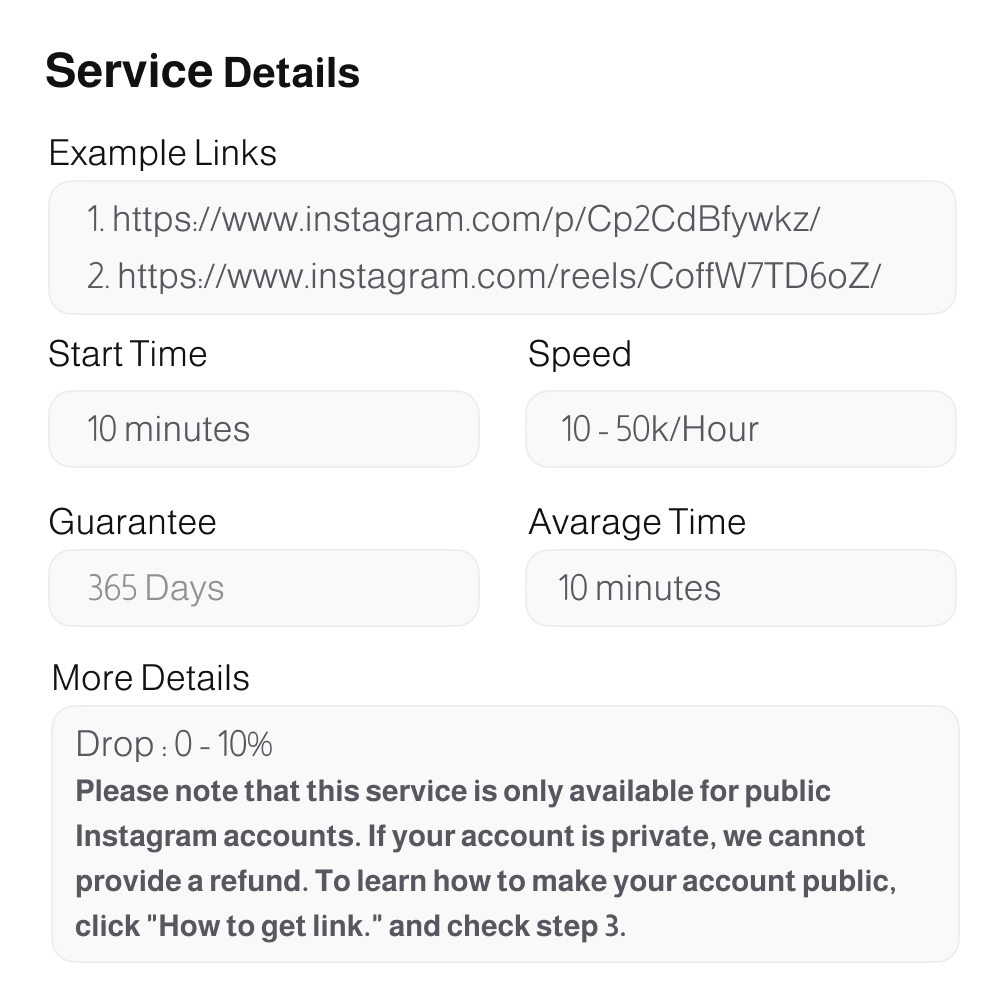 Service Details
Example Links
1. https://www.instagram.com/p/Cp2CdBfywkz/
2. https://www.instagram.com/reels/CoffW7TD6oZ/
Start Time
Speed
10 minutes
10 - 50k/Hour
Guarantee
Avarage Time
365 Days
10 minutes
More Details
Drop : 0 - 10%
Please note that this service is only available for public
Instagram accounts. If your account is private, we cannot
provide a refund. To learn how to make your account public,
click "How to get link." and check step 3.